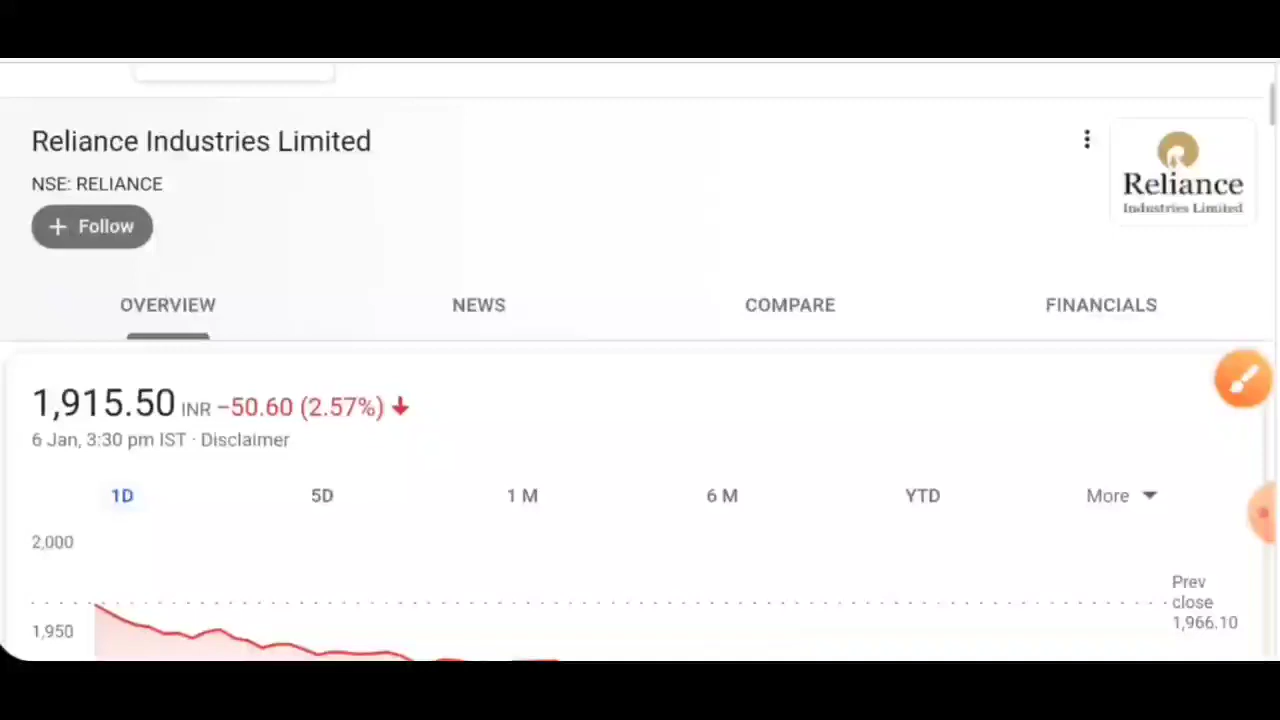 Reliance Industries Limited
NSE: RELIANCE
+ Follow
Reliance
Industries Limited
OVERVIEW NEWS COMPARE FINANCIALS
1,915.50 INR −50.60 (2.57%)
6 Jan, 3:30 pm IST · Disclaimer
1D 5D 1 M 6 M YTD More
2,000
Prev
close
1,966.10
1,950